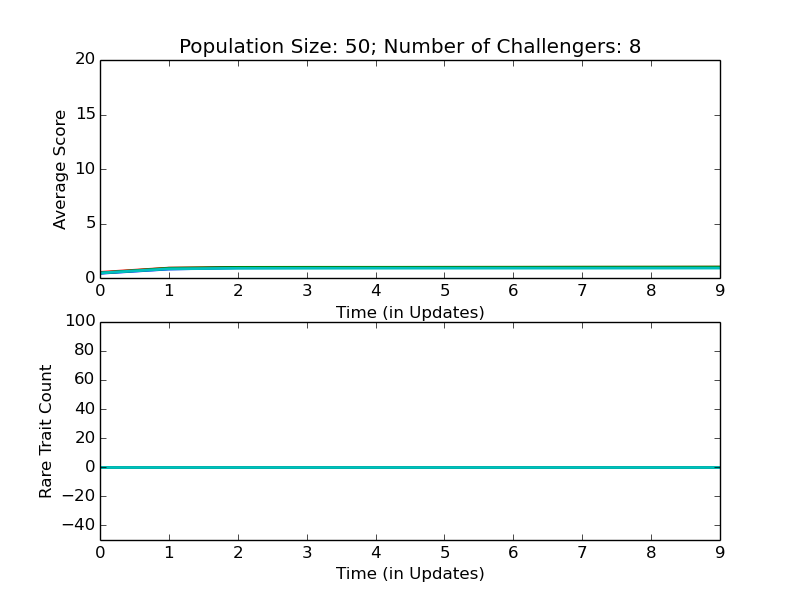 Population Size: 50; Number of Challengers: 8
20
15
10
5
0
Average Score
0 1 2 3 4 5 6 7 8 9
Time (in Updates)
100
80
60
40
20
0
−20
−40
Rare Trait Count
0 1 2 3 4 5 6 7 8 9
Time (in Updates)